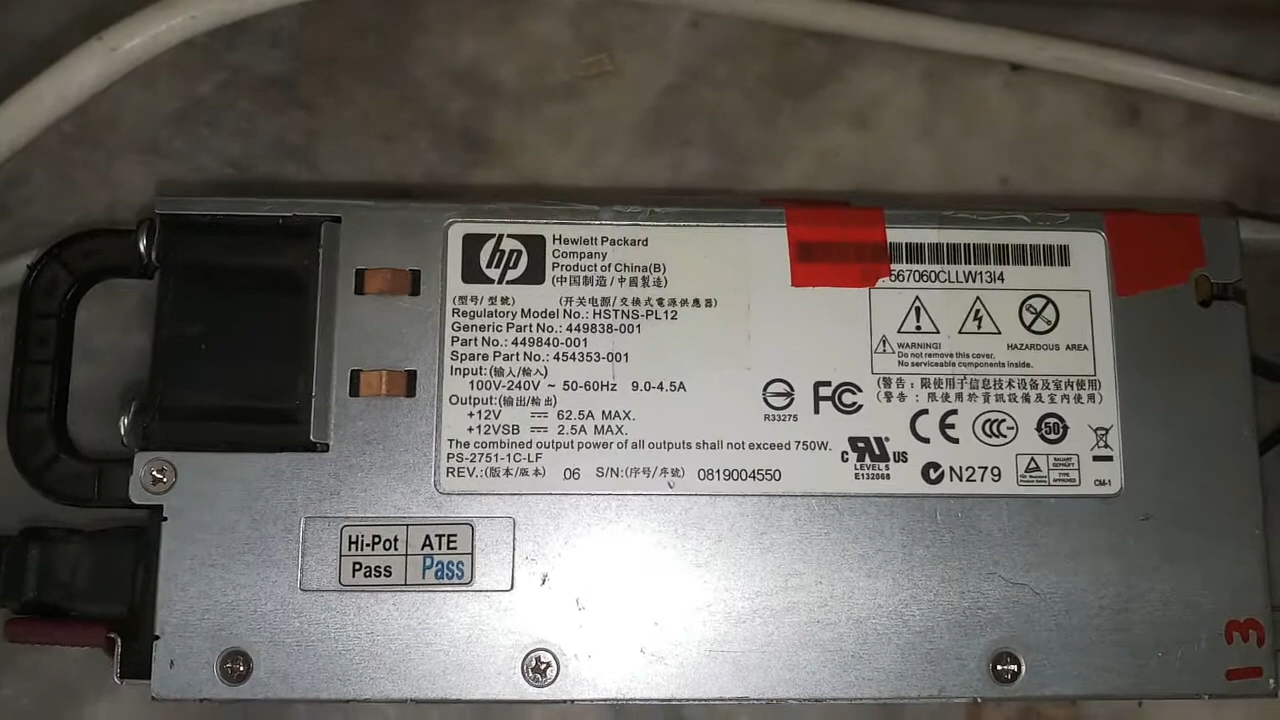 hp
Hewlett Packard
Company
Product of China(B)
(中国制造/中國製造)
567060CLLW13I4
(型号/型號) (开关电源/交换式電源供應器)
Regulatory Model No.: HSTNS-PL12
Generic Part No.: 449838-001
Part No.: 449840-001
Spare Part No.: 454353-001
Input:(输入/輸入)
100V-240V ~ 50-60Hz 9.0-4.5A
Output:(输出/輸出)
+12V ⎓ 62.5A MAX.
+12VSB ⎓ 2.5A MAX.
The combined output power of all outputs shall not exceed 750W.
PS-2751-1C-LF
REV.:(版本/版本) 06 S/N:(序号/序號) 0819004550
WARNING! HAZARDOUS AREA
Do not remove this cover,
No serviceable components inside.
(警告：限使用于信息技术设备及室内使用)
(警告：限使用於資訊設備及室內使用)
R33275
FC
CE
CCC
50
c RU US
LEVEL 5
E132068
N279
BAUART
GEPRÜFT
TYPE
APPROVED
CM-1
Hi-Pot ATE
Pass Pass
13